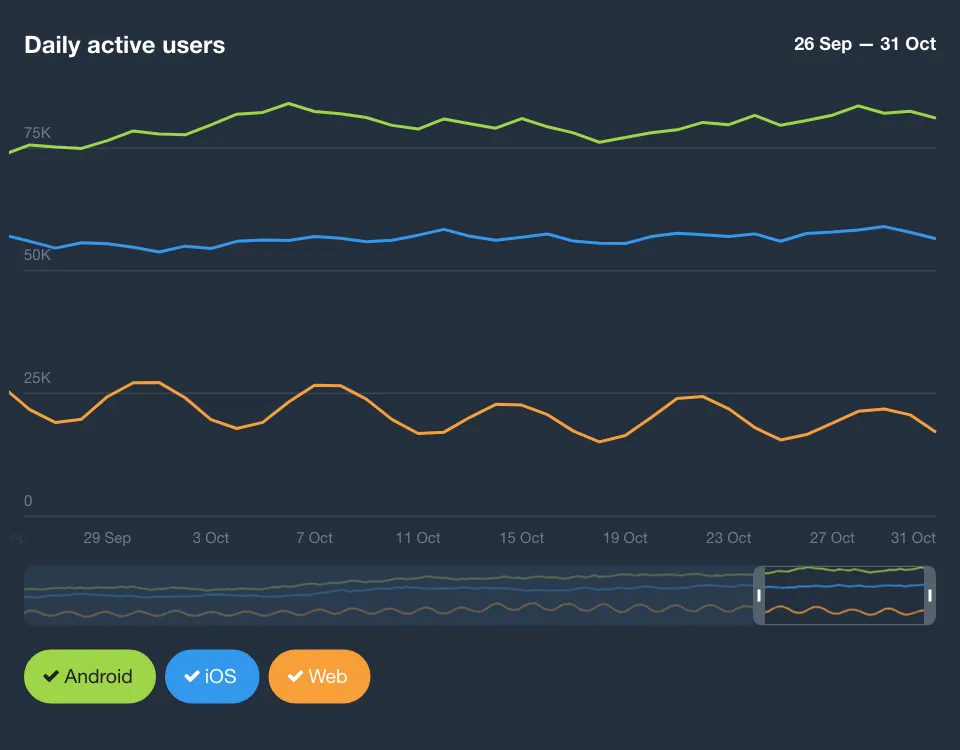 Daily active users
26 Sep — 31 Oct
75K
50K
25K
0
29 Sep 3 Oct 7 Oct 11 Oct 15 Oct 19 Oct 23 Oct 27 Oct 31 Oct
Android iOS Web